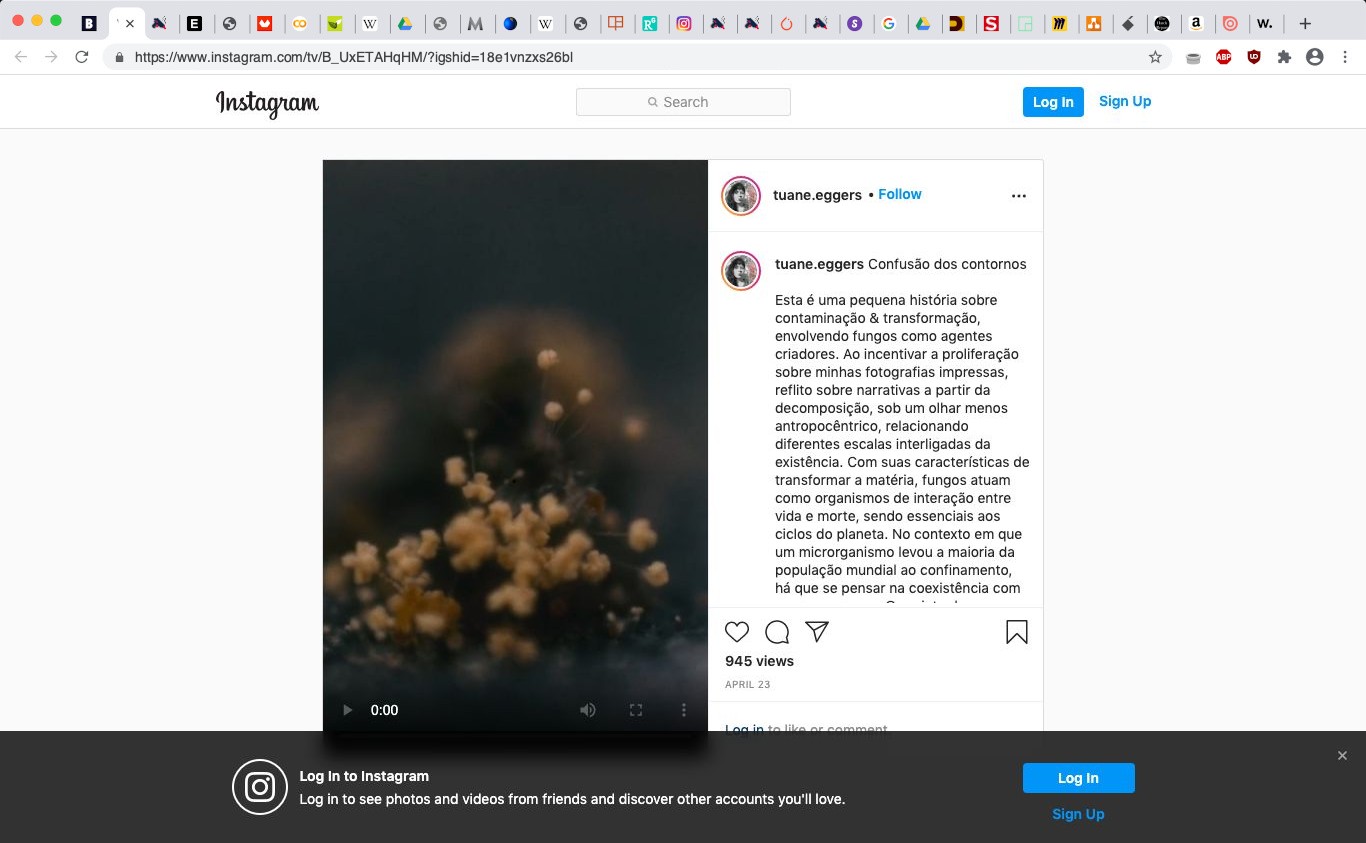 https://www.instagram.com/tv/B_UxETAHqHM/?igshid=18e1vnzxs26bl
Instagram
Search
Log In
Sign Up
tuane.eggers • Follow
tuane.eggers Confusão dos contornos
Esta é uma pequena história sobre
contaminação & transformação,
envolvendo fungos como agentes
criadores. Ao incentivar a proliferação
sobre minhas fotografias impressas,
reflito sobre narrativas a partir da
decomposição, sob um olhar menos
antropocêntrico, relacionando
diferentes escalas interligadas da
existência. Com suas características de
transformar a matéria, fungos atuam
como organismos de interação entre
vida e morte, sendo essenciais aos
ciclos do planeta. No contexto em que
um microrganismo levou a maioria da
população mundial ao confinamento,
há que se pensar na coexistência com
945 views
APRIL 23
Log in to like or comment
0:00
Log In to Instagram
Log in to see photos and videos from friends and discover other accounts you'll love.
Log In
Sign Up